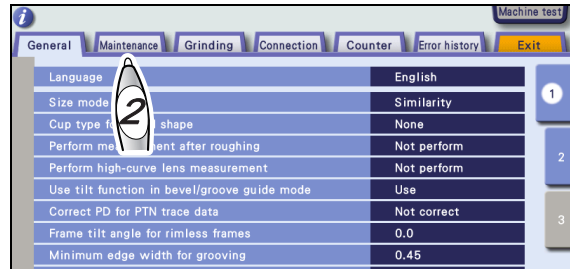 i
Machine test
General Maintenance Grinding Connection Counter Error history Exit
Language English
Size mode Similarity
Cup type fo shape None
Perform me ent after roughing Not perform
Perform high-curve lens measurement Not perform
Use tilt function in bevel/groove guide mode Use
Correct PD for PTN trace data Not correct
Frame tilt angle for rimless frames 0.0
Minimum edge width for grooving 0.45
1
2
3
2